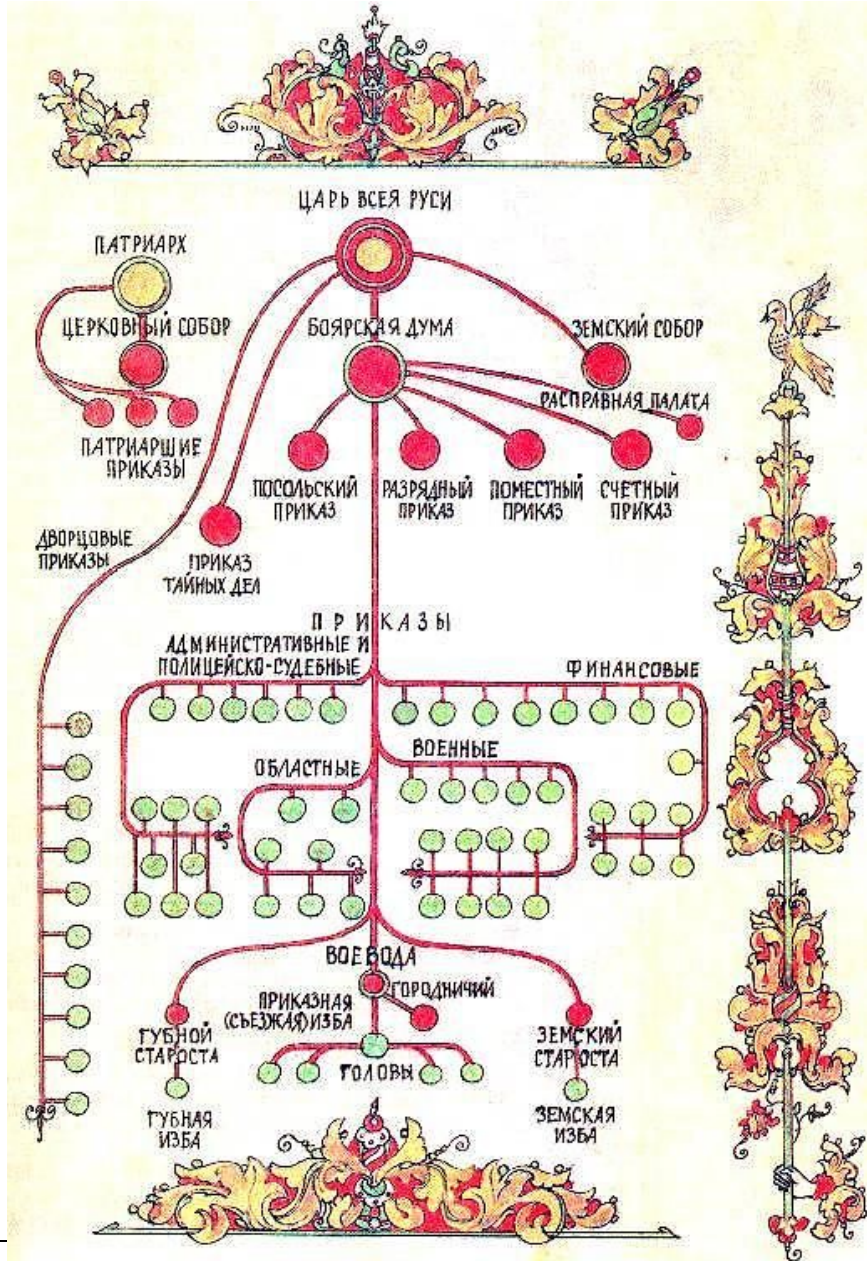 ЦАРЬ ВСЕЯ РУСИ
ПАТРИАРХ
ЦЕРКОВНЫЙ СОБОР
БОЯРСКАЯ ДУМА
ЗЕМСКИЙ СОБОР
РАСПРАВНАЯ ПАЛАТА
ПАТРИАРШИЕ
ПРИКАЗЫ
ПОСОЛЬСКИЙ
ПРИКАЗ
РАЗРЯДНЫЙ
ПРИКАЗ
ПОМЕСТНЫЙ
ПРИКАЗ
СЧЕТНЫЙ
ПРИКАЗ
ДВОРЦОВЫЕ
ПРИКАЗЫ
ПРИКАЗ
ТАЙНЫХ ДЕЛ
ПРИКАЗЫ
АДМИНИСТРАТИВНЫЕ И
ПОЛИЦЕЙСКО-СУДЕБНЫЕ
ФИНАНСОВЫЕ
ОБЛАСТНЫЕ
ВОЕННЫЕ
ВОЕВОДА
ГОРОДНИЧИЙ
ПРИКАЗНАЯ
(СЪЕЗЖАЯ) ИЗБА
ГУБНОЙ
СТАРОСТА
ЗЕМСКИЙ
СТАРОСТА
ГОЛОВЫ
ГУБНАЯ
ИЗБА
ЗЕМСКАЯ
ИЗБА